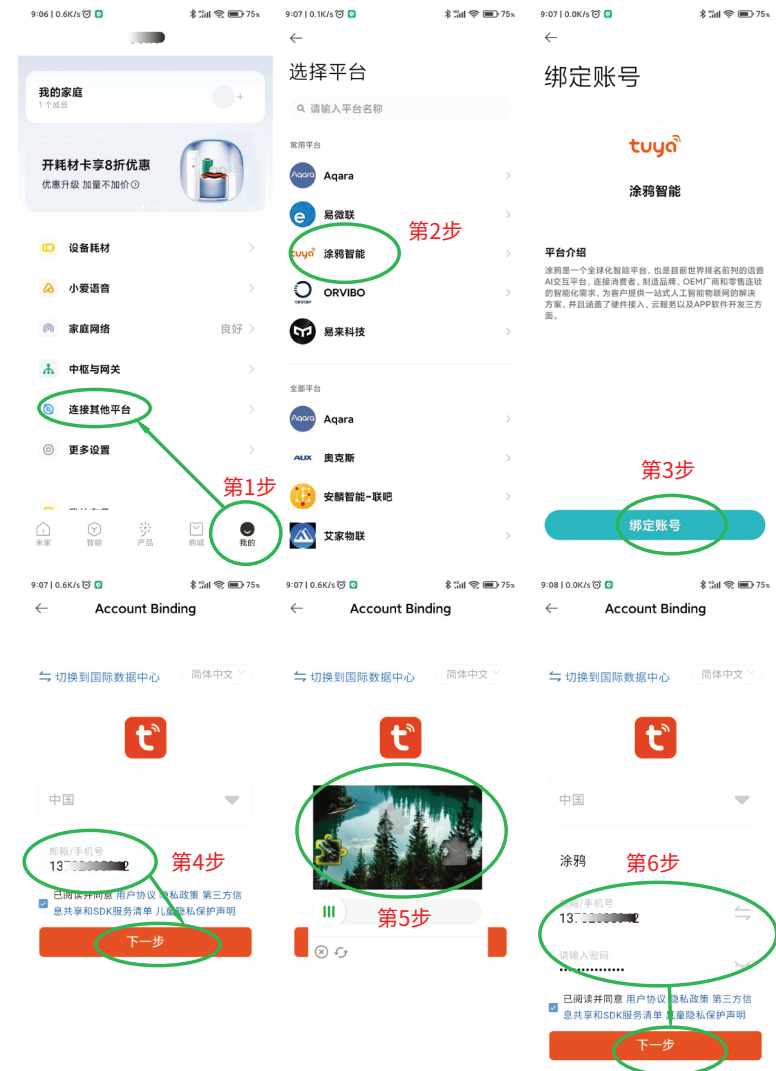 9:06 | 0.6K/s
75%
我的家庭
1 个成员
开耗材卡享8折优惠
优惠升级 加量不加价
设备耗材
小爱语音
家庭网络
良好
中枢与网关
连接其他平台
更多设置
第1步
米家
智能
产品
商城
我的
9:07 | 0.1K/s
75%
选择平台
请输入平台名称
常用平台
Aqara
Aqara
易微联
第2步
tuya
涂鸦智能
ORVIBO
ORVIBO
易来科技
全部平台
Aqara
Aqara
AUX
奥克斯
安麟智能-联吧
艾家物联
9:07 | 0.0K/s
75%
绑定账号
tuya
涂鸦智能
平台介绍
涂鸦是一个全球化智能平台，也是目前世界排名前列的语音
AI交互平台，连接消费者、制造品牌、OEM厂商和零售连锁
的智能化需求，为客户提供一站式人工智能物联网的解决
方案，并且涵盖了硬件接入、云服务以及APP软件开发三方
面。
第3步
绑定账号
9:07 | 0.6K/s
75%
Account Binding
切换到国际数据中心
简体中文
中国
邮箱/手机号
13
2
第4步
已阅读并同意 用户协议 隐私政策 第三方信
息共享和SDK服务清单 儿童隐私保护声明
下一步
9:07 | 0.6K/s
75%
Account Binding
切换到国际数据中心
简体中文
第5步
9:08 | 0.0K/s
75%
Account Binding
切换到国际数据中心
简体中文
中国
涂鸦
第6步
邮箱/手机号
13
2
请输入密码
已阅读并同意 用户协议 隐私政策 第三方信
息共享和SDK服务清单 儿童隐私保护声明
下一步